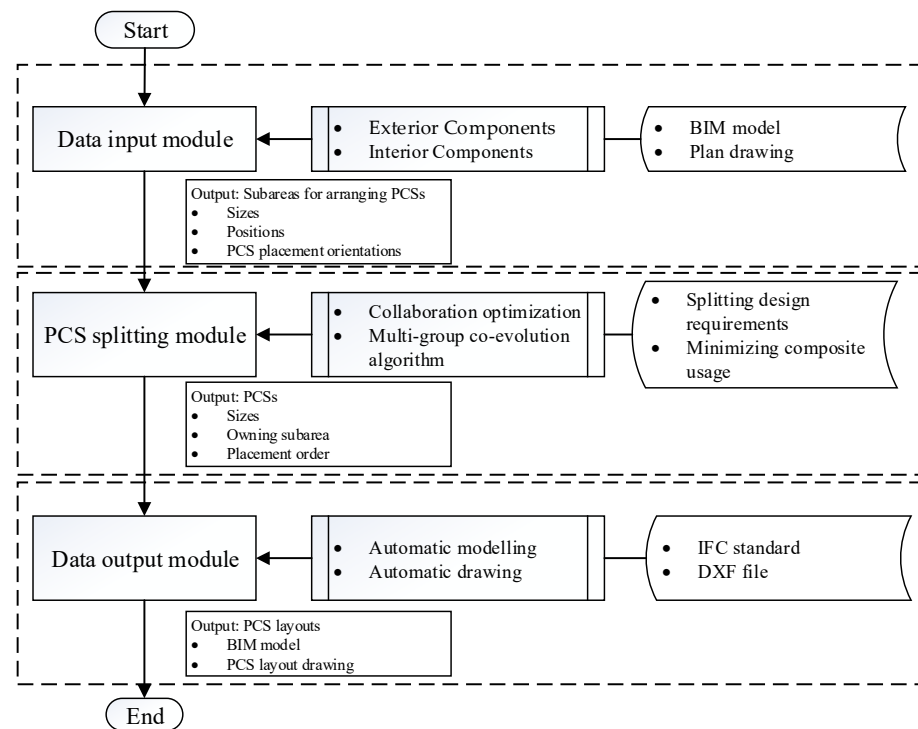 Start
Data input module
• Exterior Components
• Interior Components
• BIM model
• Plan drawing
Output: Subareas for arranging PCSs
• Sizes
• Positions
• PCS placement orientations
PCS splitting module
• Collaboration optimization
• Multi-group co-evolution
algorithm
• Splitting design
requirements
• Minimizing composite
usage
Output: PCSs
• Sizes
• Owning subarea
• Placement order
Data output module
• Automatic modelling
• Automatic drawing
• IFC standard
• DXF file
Output: PCS layouts
• BIM model
• PCS layout drawing
End